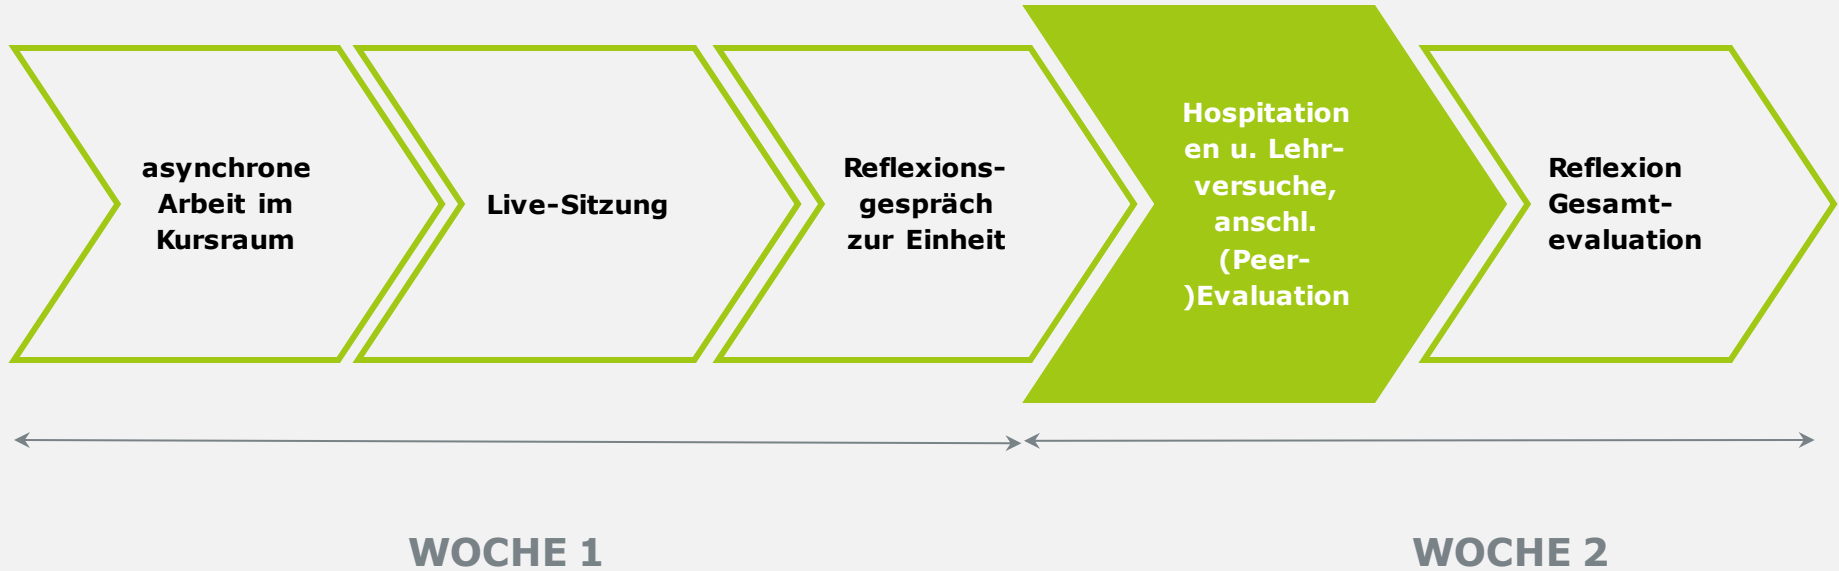 asynchrone
Arbeit im
Kursraum
Live-Sitzung
Reflexions-
gespräch
zur Einheit
Hospitation
en u. Lehr-
versuche,
anschl.
(Peer-
)Evaluation
Reflexion
Gesamt-
evaluation
WOCHE 1
WOCHE 2